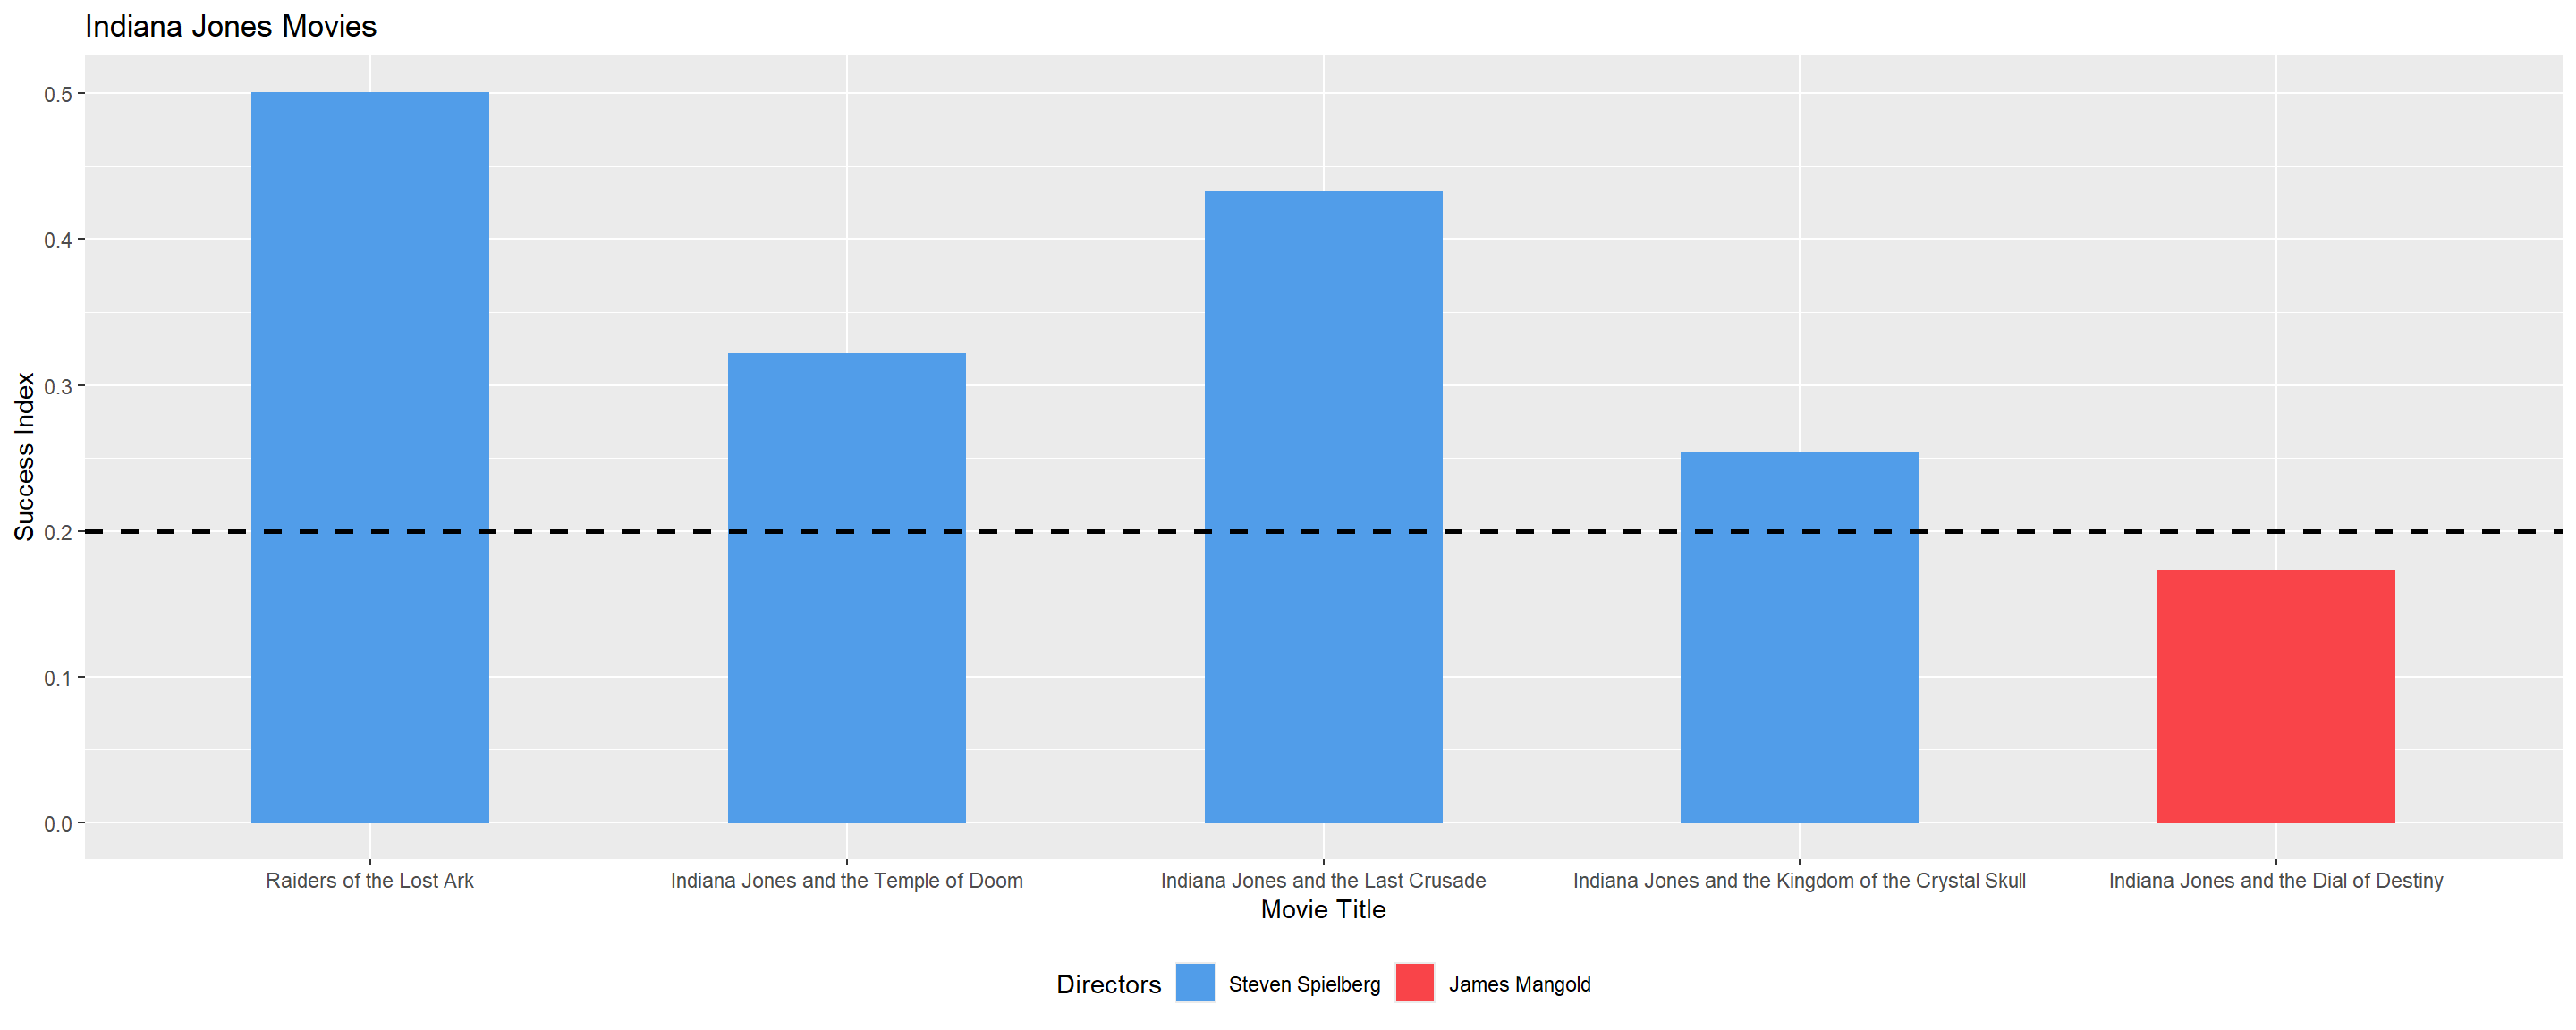 Indiana Jones Movies
Success Index
0.5
0.4
0.3
0.2
0.1
0.0
Raiders of the Lost Ark
Indiana Jones and the Temple of Doom
Indiana Jones and the Last Crusade
Indiana Jones and the Kingdom of the Crystal Skull
Indiana Jones and the Dial of Destiny
Movie Title
Directors
Steven Spielberg
James Mangold